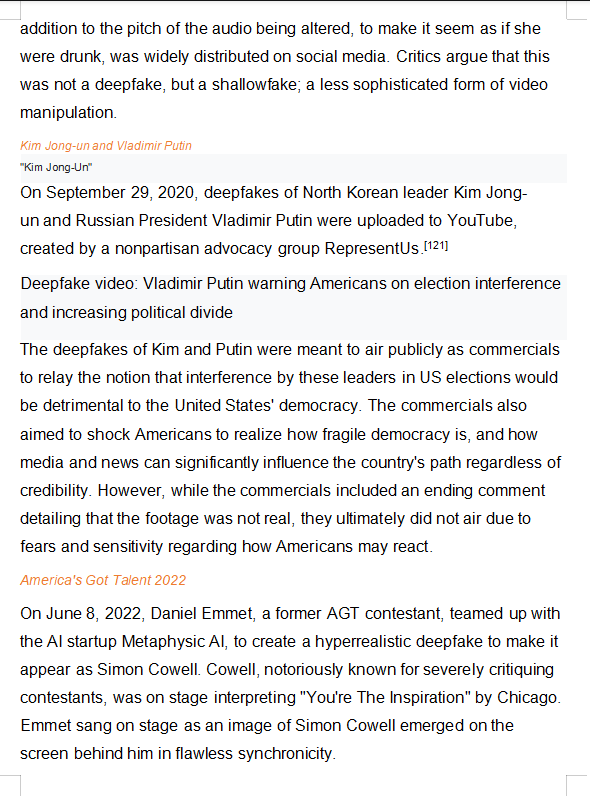 addition to the pitch of the audio being altered, to make it seem as if she
were drunk, was widely distributed on social media. Critics argue that this
was not a deepfake, but a shallowfake; a less sophisticated form of video
manipulation.
Kim Jong-un and Vladimir Putin
"Kim Jong-Un"
On September 29, 2020, deepfakes of North Korean leader Kim Jong-
un and Russian President Vladimir Putin were uploaded to YouTube,
created by a nonpartisan advocacy group RepresentUs.[121]
Deepfake video: Vladimir Putin warning Americans on election interference
and increasing political divide
The deepfakes of Kim and Putin were meant to air publicly as commercials
to relay the notion that interference by these leaders in US elections would
be detrimental to the United States' democracy. The commercials also
aimed to shock Americans to realize how fragile democracy is, and how
media and news can significantly influence the country's path regardless of
credibility. However, while the commercials included an ending comment
detailing that the footage was not real, they ultimately did not air due to
fears and sensitivity regarding how Americans may react.
America's Got Talent 2022
On June 8, 2022, Daniel Emmet, a former AGT contestant, teamed up with
the AI startup Metaphysic AI, to create a hyperrealistic deepfake to make it
appear as Simon Cowell. Cowell, notoriously known for severely critiquing
contestants, was on stage interpreting "You're The Inspiration" by Chicago.
Emmet sang on stage as an image of Simon Cowell emerged on the
screen behind him in flawless synchronicity.